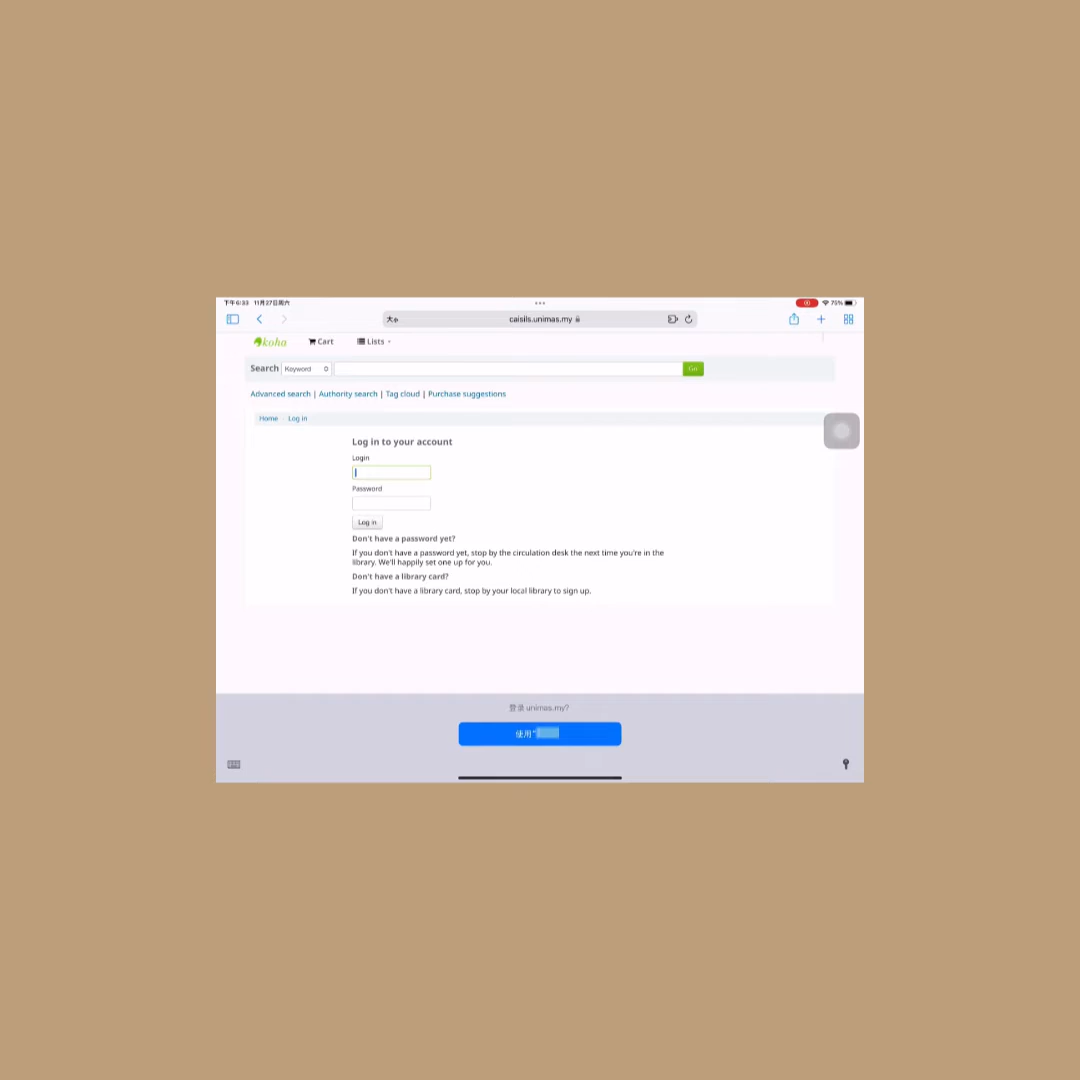 下午6:33 11月27日周六
75%
大
caisils.unimas.my
koha Cart Lists
Search Keyword Go
Advanced search | Authority search | Tag cloud | Purchase suggestions
Home Log in
Log in to your account
Login
Password
Log in
Don't have a password yet?
If you don't have a password yet, stop by the circulation desk the next time you're in the
library. We'll happily set one up for you.
Don't have a library card?
If you don't have a library card, stop by your local library to sign up.
登录 unimas.my?
使用“